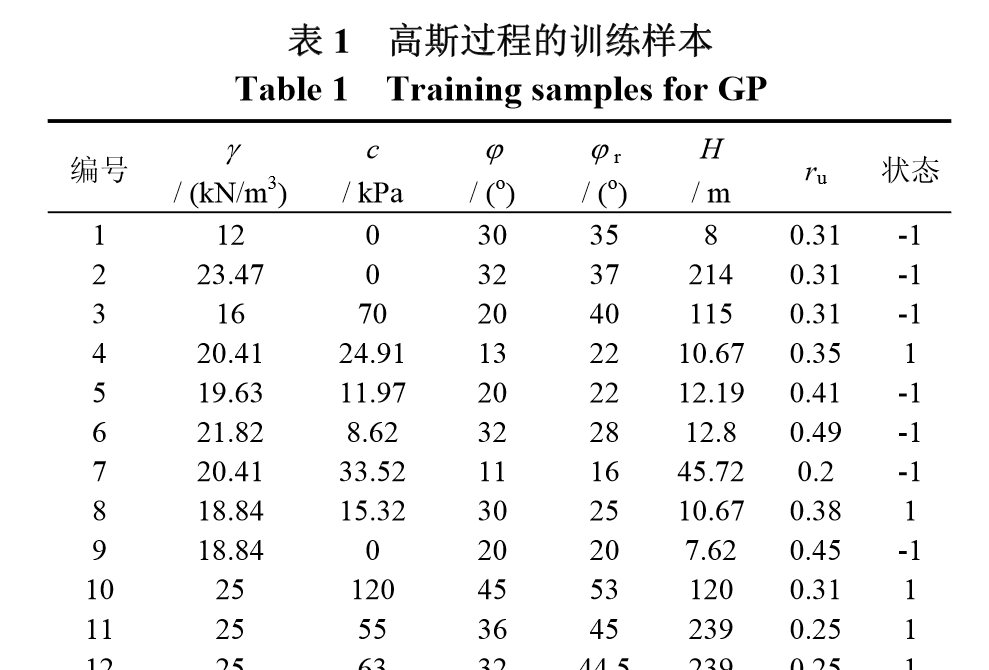 表 1 高斯过程的训练样本
Table 1 Training samples for GP
编号 γ / (kN/m³) c / kPa φ / (°) φr / (°) H / m ru 状态
1 12 0 30 35 8 0.31 -1
2 23.47 0 32 37 214 0.31 -1
3 16 70 20 40 115 0.31 -1
4 20.41 24.91 13 22 10.67 0.35 1
5 19.63 11.97 20 22 12.19 0.41 -1
6 21.82 8.62 32 28 12.8 0.49 -1
7 20.41 33.52 11 16 45.72 0.2 -1
8 18.84 15.32 30 25 10.67 0.38 1
9 18.84 0 20 20 7.62 0.45 -1
10 25 120 45 53 120 0.31 1
11 25 55 36 45 239 0.25 1
12 25 63 32 44.5 239 0.25 1